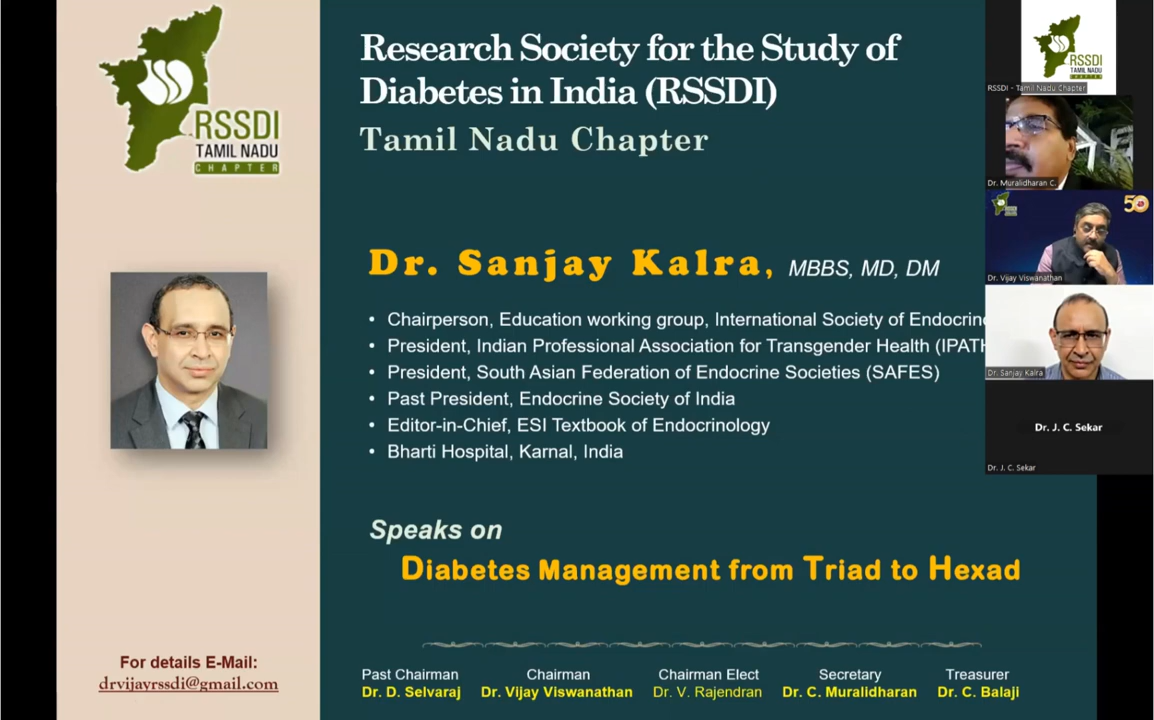 RSSDI
TAMIL NADU
CHAPTER
Research Society for the Study of
Diabetes in India (RSSDI)
Tamil Nadu Chapter
Dr. Sanjay Kalra, MBBS, MD, DM
• Chairperson, Education working group, International Society of Endocrin
• President, Indian Professional Association for Transgender Health (IPATH
• President, South Asian Federation of Endocrine Societies (SAFES)
• Past President, Endocrine Society of India
• Editor-in-Chief, ESI Textbook of Endocrinology
• Bharti Hospital, Karnal, India
Speaks on
Diabetes Management from Triad to Hexad
For details E-Mail:
drvijayrssdi@gmail.com
Past Chairman
Dr. D. Selvaraj
Chairman
Dr. Vijay Viswanathan
Chairman Elect
Dr. V. Rajendran
Secretary
Dr. C. Muralidharan
Treasurer
Dr. C. Balaji
RSSDI
TAMIL NADU
RSSDI - Tamil Nadu Chapter
Dr. Muralidharan C.
50
Dr. Vijay Viswanathan
Dr. Sanjay Kalra
Dr. J. C. Sekar
Dr. J. C. Sekar